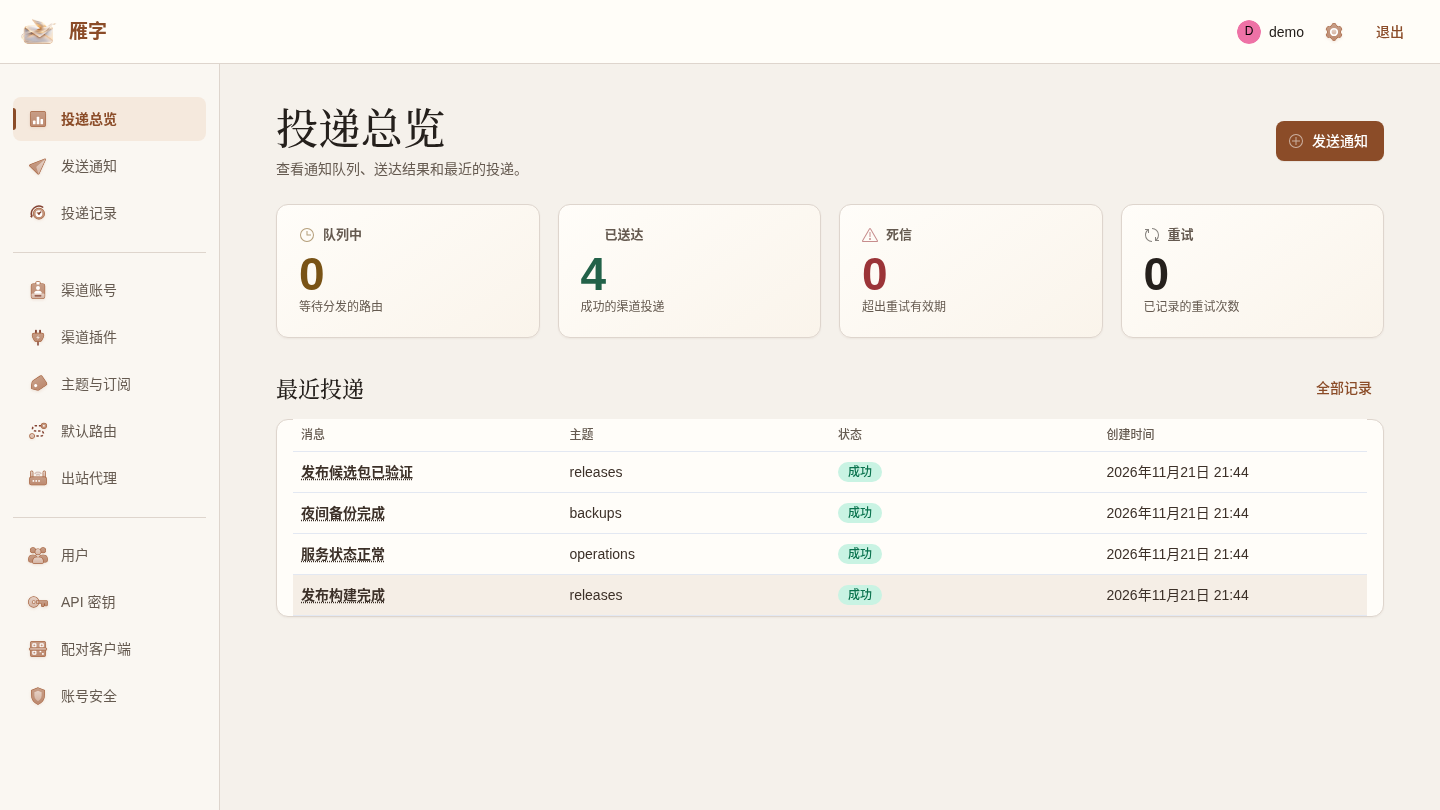 雁字
D demo 退出
投递总览
发送通知
投递记录
渠道账号
渠道插件
主题与订阅
默认路由
出站代理
用户
API 密钥
配对客户端
账号安全
投递总览
查看通知队列、送达结果和最近的投递。
发送通知
队列中
0
等待分发的路由
已送达
4
成功的渠道投递
死信
0
超出重试有效期
重试
0
已记录的重试次数
最近投递
全部记录
消息 主题 状态 创建时间
发布候选包已验证 releases 成功 2026年11月21日 21:44
夜间备份完成 backups 成功 2026年11月21日 21:44
服务状态正常 operations 成功 2026年11月21日 21:44
发布构建完成 releases 成功 2026年11月21日 21:44